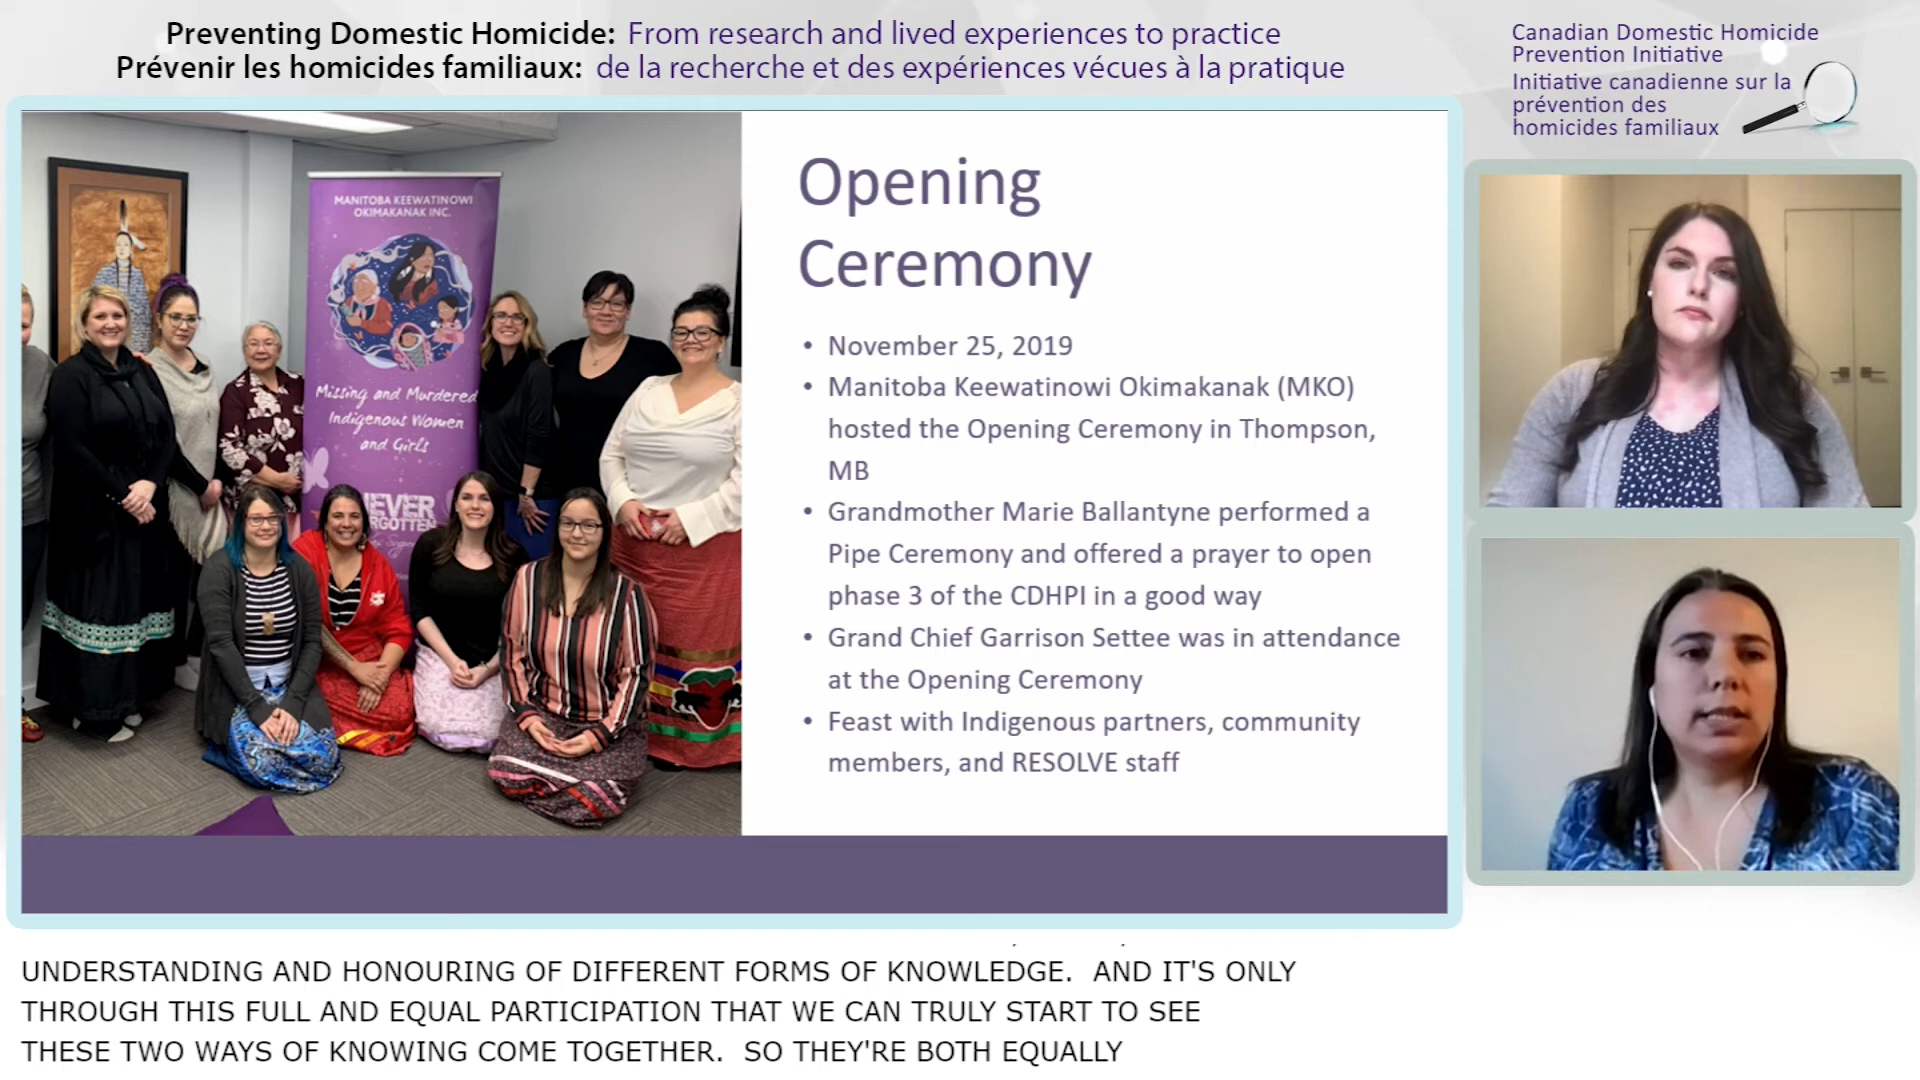 Preventing Domestic Homicide: From research and lived experiences to practice
Prévenir les homicides familiaux: de la recherche et des expériences vécues à la pratique
Canadian Domestic Homicide
Prevention Initiative
Initiative canadienne sur la
prévention des
homicides familiaux
MANITOBA KEEWATINOWI
OKIMAKANAK INC.
Missing and Murdered
Indigenous Women
and Girls
Opening
Ceremony
• November 25, 2019
• Manitoba Keewatinowi Okimakanak (MKO)
hosted the Opening Ceremony in Thompson,
MB
• Grandmother Marie Ballantyne performed a
Pipe Ceremony and offered a prayer to open
phase 3 of the CDHPI in a good way
• Grand Chief Garrison Settee was in attendance
at the Opening Ceremony
• Feast with Indigenous partners, community
members, and RESOLVE staff
UNDERSTANDING AND HONOURING OF DIFFERENT FORMS OF KNOWLEDGE.  AND IT'S ONLY
THROUGH THIS FULL AND EQUAL PARTICIPATION THAT WE CAN TRULY START TO SEE
THESE TWO WAYS OF KNOWING COME TOGETHER.  SO THEY'RE BOTH EQUALLY